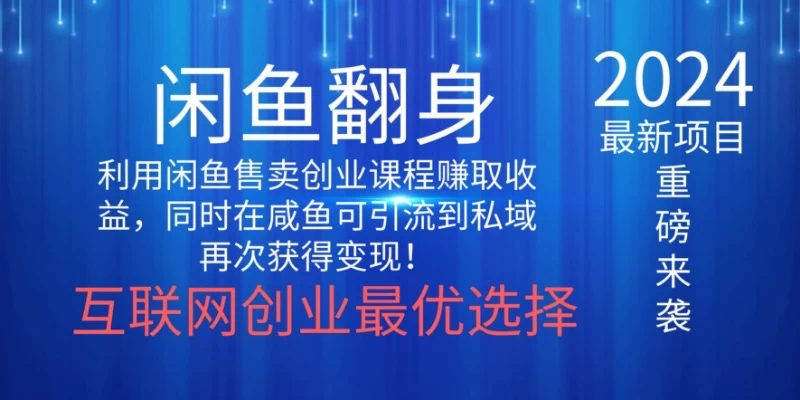 闲鱼翻身
利用闲鱼售卖创业课程赚取收
益，同时在咸鱼可引流到私域
再次获得变现！
互联网创业最优选择
2024
最新项目
重磅来袭